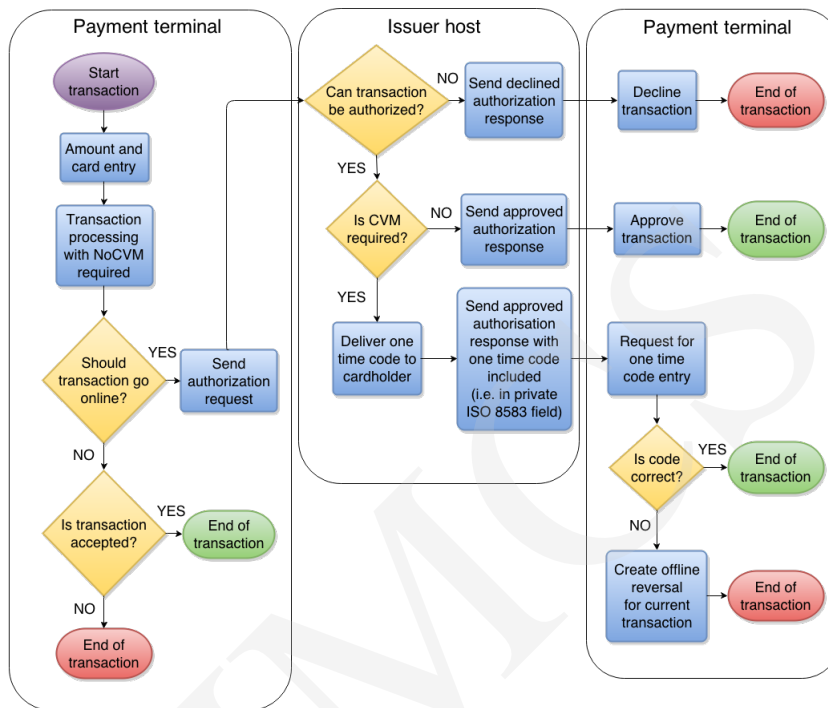 Payment terminal
Start
transaction
Amount and
card entry
Transaction
processing
with NoCVM
required
Should
transaction go
online?
YES
Send
authorization
request
NO
Is transaction
accepted?
YES
End of
transaction
NO
End of
transaction
Issuer host
Can transaction
be authorized?
NO
Send declined
authorization
response
YES
Is CVM
required?
NO
Send approved
authorization
response
YES
Deliver one
time code to
cardholder
Send approved
authorisation
response with
one time code
included
(i.e. in private
ISO 8583 field)
Payment terminal
Decline
transaction
End of
transaction
Approve
transaction
End of
transaction
Request for
one time
code entry
Is code
correct?
YES
End of
transaction
NO
Create offline
reversal
for current
transaction
End of
transaction